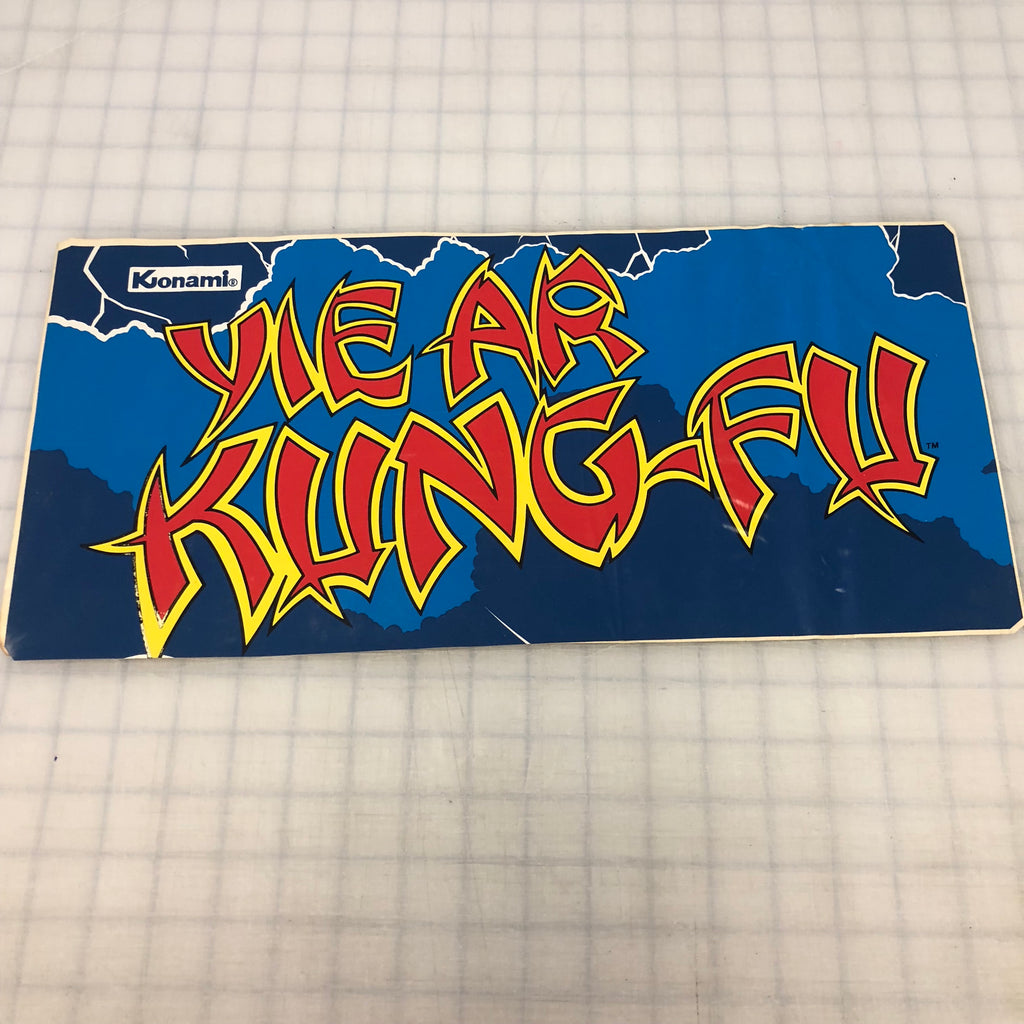 Konami®
YIE AR
KUNG-FU™